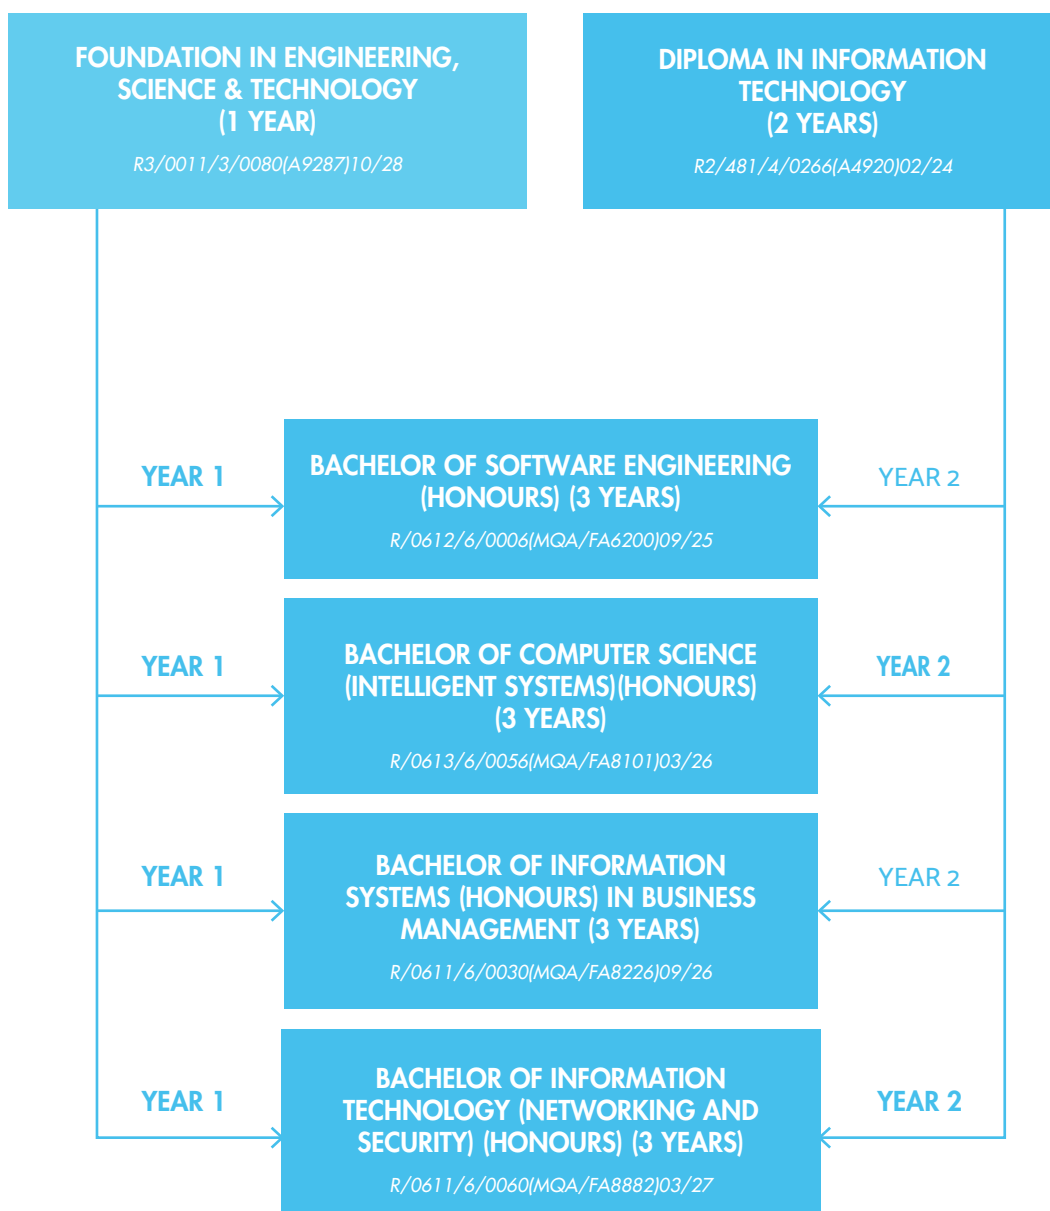 FOUNDATION IN ENGINEERING,
SCIENCE & TECHNOLOGY
(1 YEAR)
R3/0011/3/0080(A9287)10/28
DIPLOMA IN INFORMATION
TECHNOLOGY
(2 YEARS)
R2/481/4/0266(A4920)02/24
YEAR 1
BACHELOR OF SOFTWARE ENGINEERING
(HONOURS) (3 YEARS)
R/0612/6/0006(MQA/FA6200)09/25
YEAR 2
YEAR 1
BACHELOR OF COMPUTER SCIENCE
(INTELLIGENT SYSTEMS)(HONOURS)
(3 YEARS)
R/0613/6/0056(MQA/FA8101)03/26
YEAR 2
YEAR 1
BACHELOR OF INFORMATION
SYSTEMS (HONOURS) IN BUSINESS
MANAGEMENT (3 YEARS)
R/0611/6/0030(MQA/FA8226)09/26
YEAR 2
YEAR 1
BACHELOR OF INFORMATION
TECHNOLOGY (NETWORKING AND
SECURITY) (HONOURS) (3 YEARS)
R/0611/6/0060(MQA/FA8882)03/27
YEAR 2